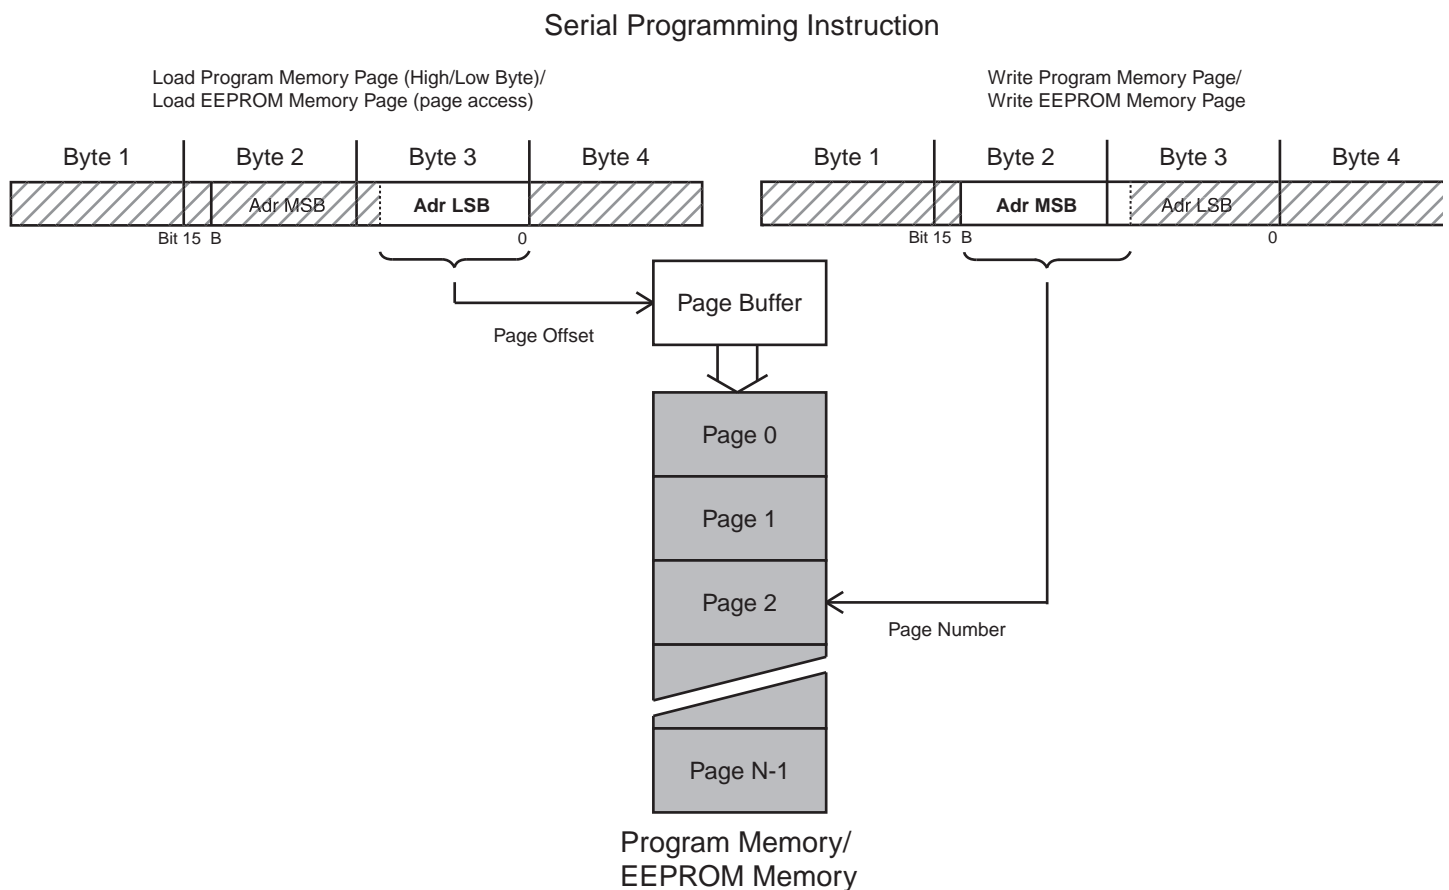 Serial Programming Instruction
Load Program Memory Page (High/Low Byte)/
Load EEPROM Memory Page (page access)
Write Program Memory Page/
Write EEPROM Memory Page
Byte 1
Byte 2
Byte 3
Byte 4
Byte 1
Byte 2
Byte 3
Byte 4
Adr MSB
Adr LSB
Adr MSB
Adr LSB
Bit 15 B
0
Bit 15 B
0
Page Buffer
Page Offset
Page 0
Page 1
Page 2
Page Number
Page N-1
Program Memory/
EEPROM Memory